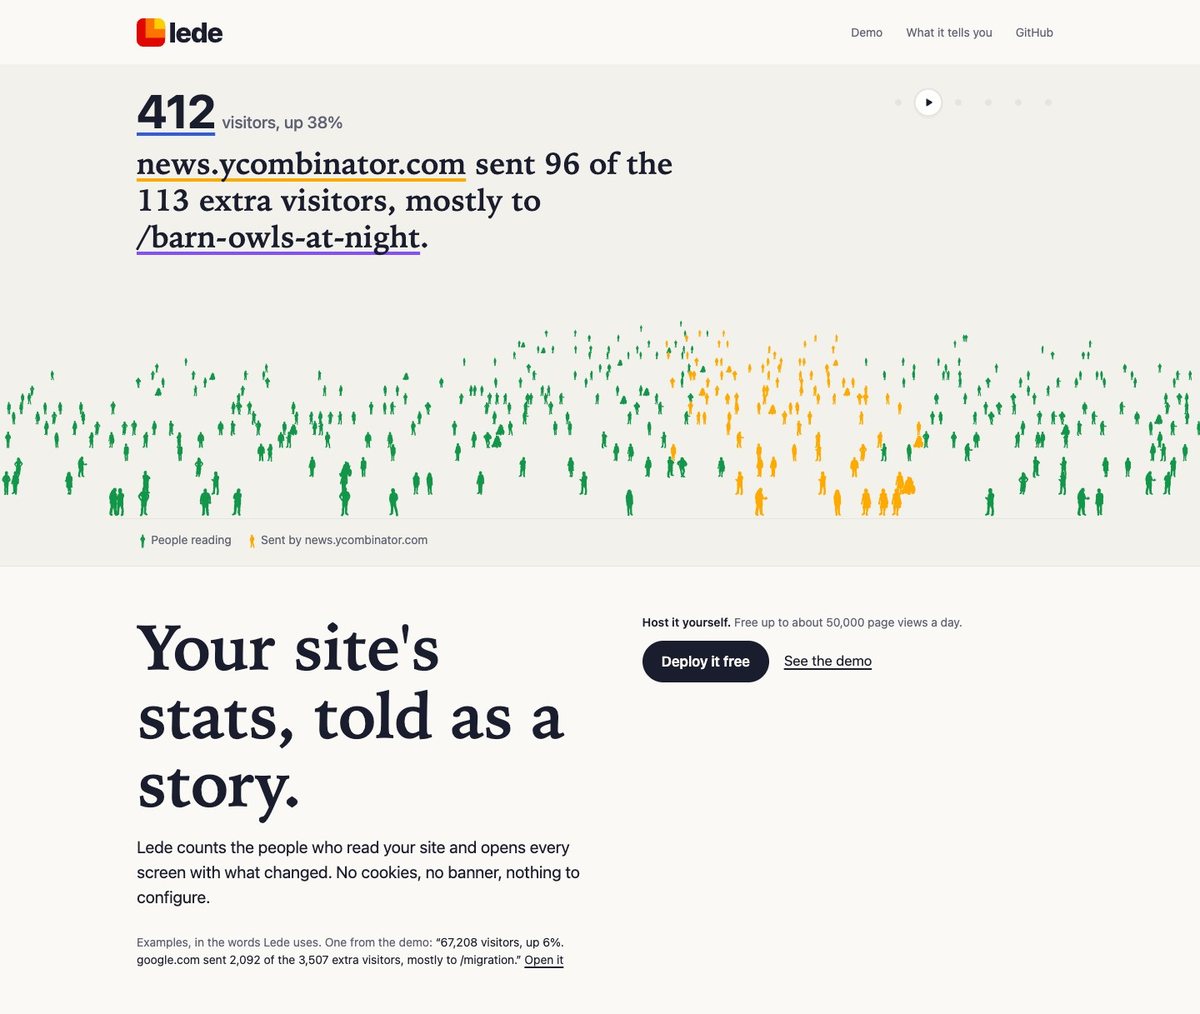 lede
Demo
What it tells you
GitHub
412 visitors, up 38%
news.ycombinator.com sent 96 of the
113 extra visitors, mostly to
/barn-owls-at-night.
People reading
Sent by news.ycombinator.com
Your site's
stats, told as a
story.
Lede counts the people who read your site and opens every
screen with what changed. No cookies, no banner, nothing to
configure.
Examples, in the words Lede uses. One from the demo: “67,208 visitors, up 6%.
google.com sent 2,092 of the 3,507 extra visitors, mostly to /migration.” Open it
Host it yourself. Free up to about 50,000 page views a day.
Deploy it free
See the demo